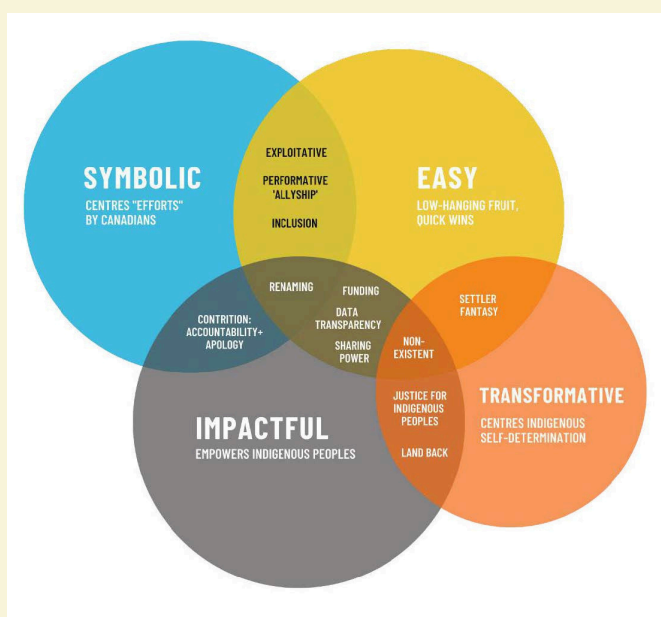 SYMBOLIC
CENTRES "EFFORTS"
BY CANADIANS
EXPLOITATIVE
PERFORMATIVE
'ALLYSHIP'
INCLUSION
EASY
LOW-HANGING FRUIT,
QUICK WINS
RENAMING
FUNDING
DATA
TRANSPARENCY
SHARING
POWER
NON-
EXISTENT
SETTLER
FANTASY
CONTRITION:
ACCOUNTABILITY+
APOLOGY
IMPACTFUL
EMPOWERS INDIGENOUS PEOPLES
JUSTICE FOR
INDIGENOUS
PEOPLES
LAND BACK
TRANSFORMATIVE
CENTRES INDIGENOUS
SELF-DETERMINATION